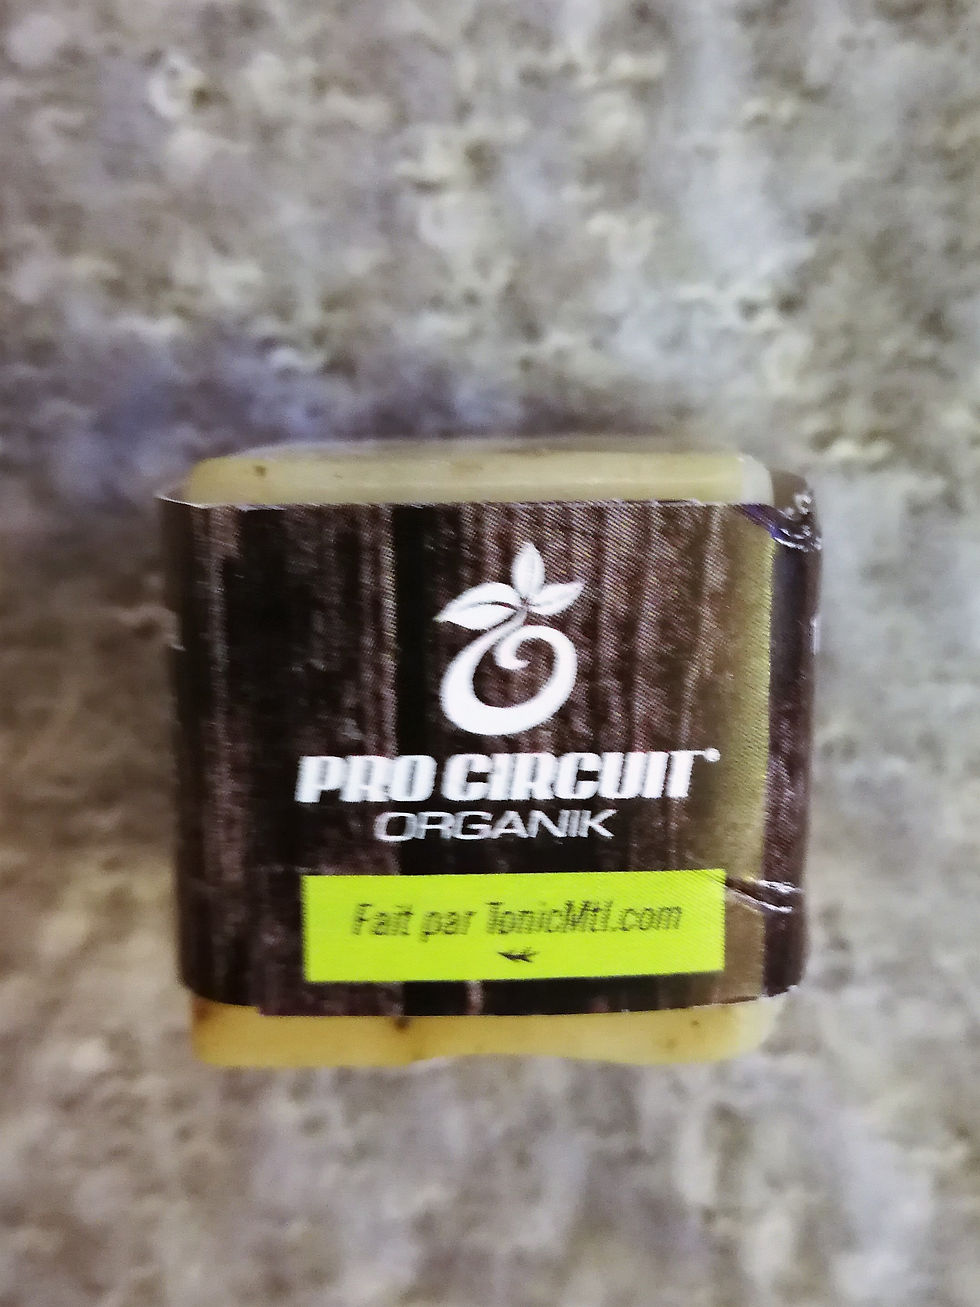 PRO CIRCUIT®
ORGANIK
Fait par TonicMtl.com